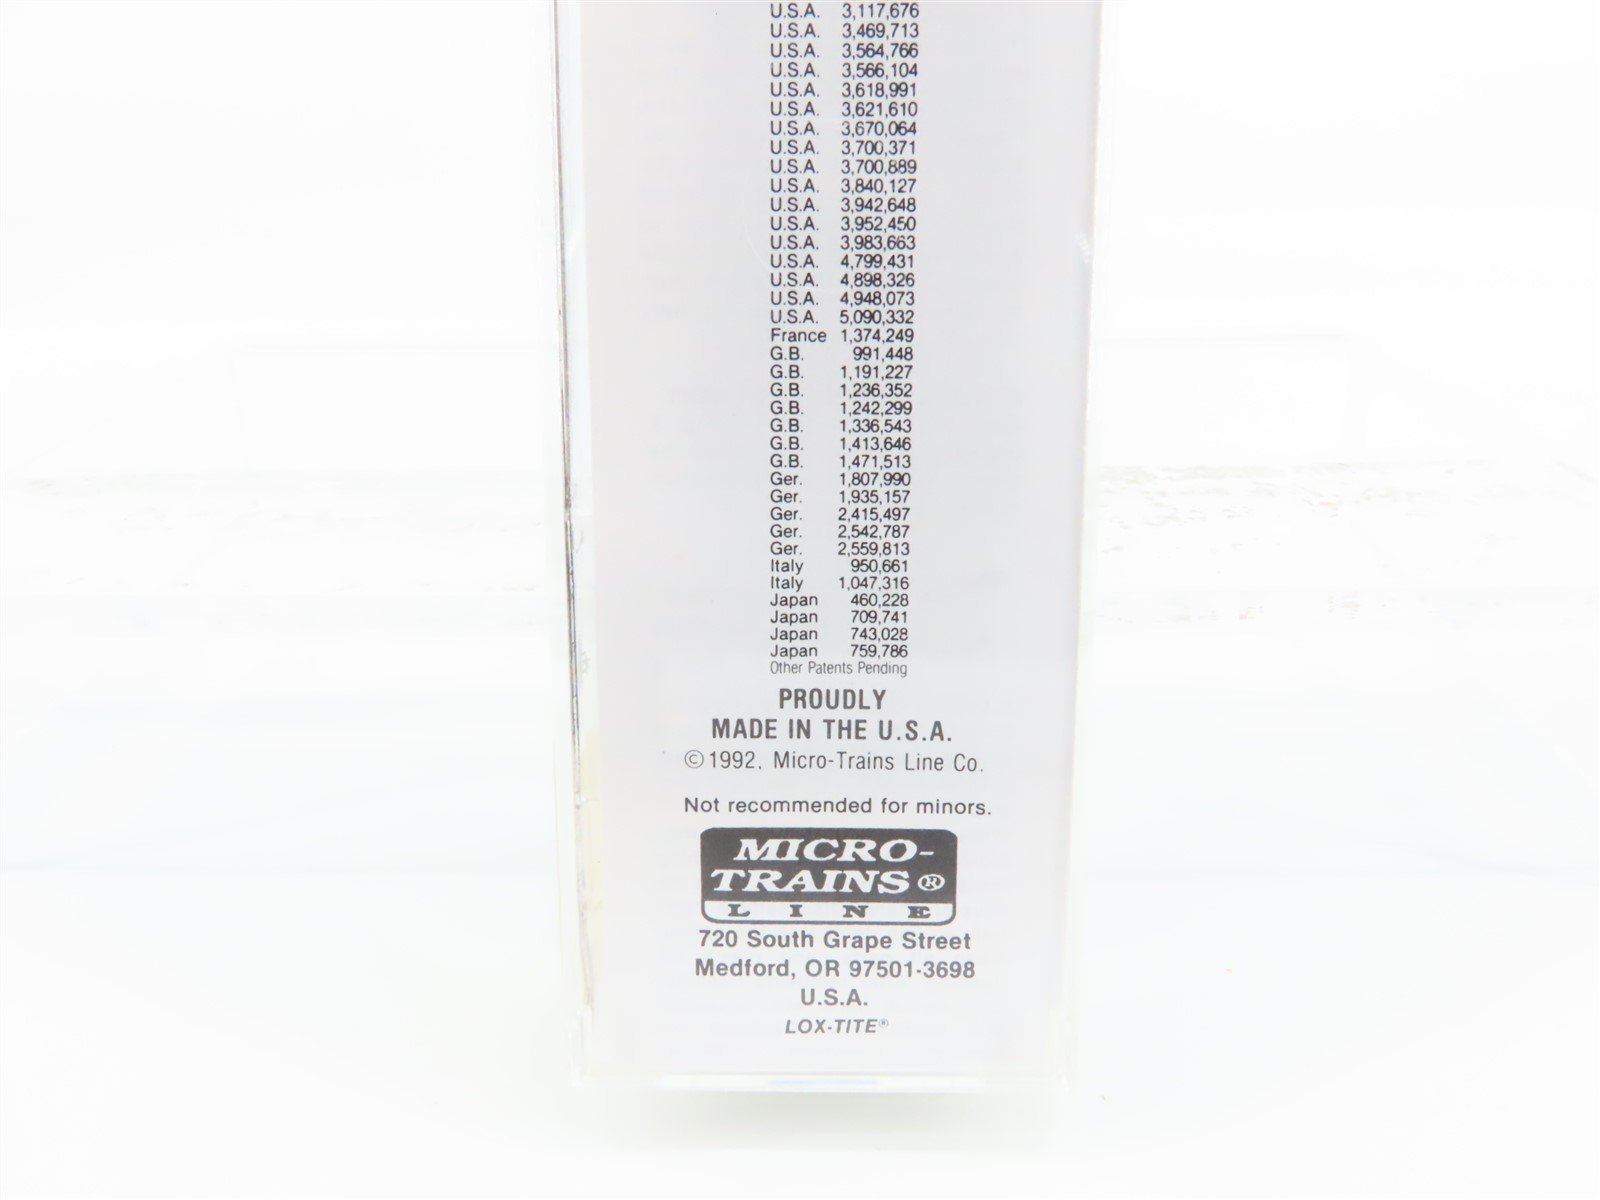 U.S.A. 3,117,676
U.S.A. 3,469,713
U.S.A. 3,564,766
U.S.A. 3,566,104
U.S.A. 3,618,991
U.S.A. 3,621,610
U.S.A. 3,670,064
U.S.A. 3,700,371
U.S.A. 3,700,889
U.S.A. 3,840,127
U.S.A. 3,942,648
U.S.A. 3,952,450
U.S.A. 3,983,663
U.S.A. 4,799,431
U.S.A. 4,898,326
U.S.A. 4,948,073
U.S.A. 5,090,332
France 1,374,249
G.B. 991,448
G.B. 1,191,227
G.B. 1,236,352
G.B. 1,242,299
G.B. 1,336,543
G.B. 1,413,646
G.B. 1,471,513
Ger. 1,807,990
Ger. 1,935,157
Ger. 2,415,497
Ger. 2,542,787
Ger. 2,559,813
Italy 950,661
Italy 1,047,316
Japan 460,228
Japan 709,741
Japan 743,028
Japan 759,786
Other Patents Pending
PROUDLY
MADE IN THE U.S.A.
©1992. Micro-Trains Line Co.
Not recommended for minors.
MICRO-
TRAINS®
LINE
720 South Grape Street
Medford, OR 97501-3698
U.S.A.
LOX-TITE®